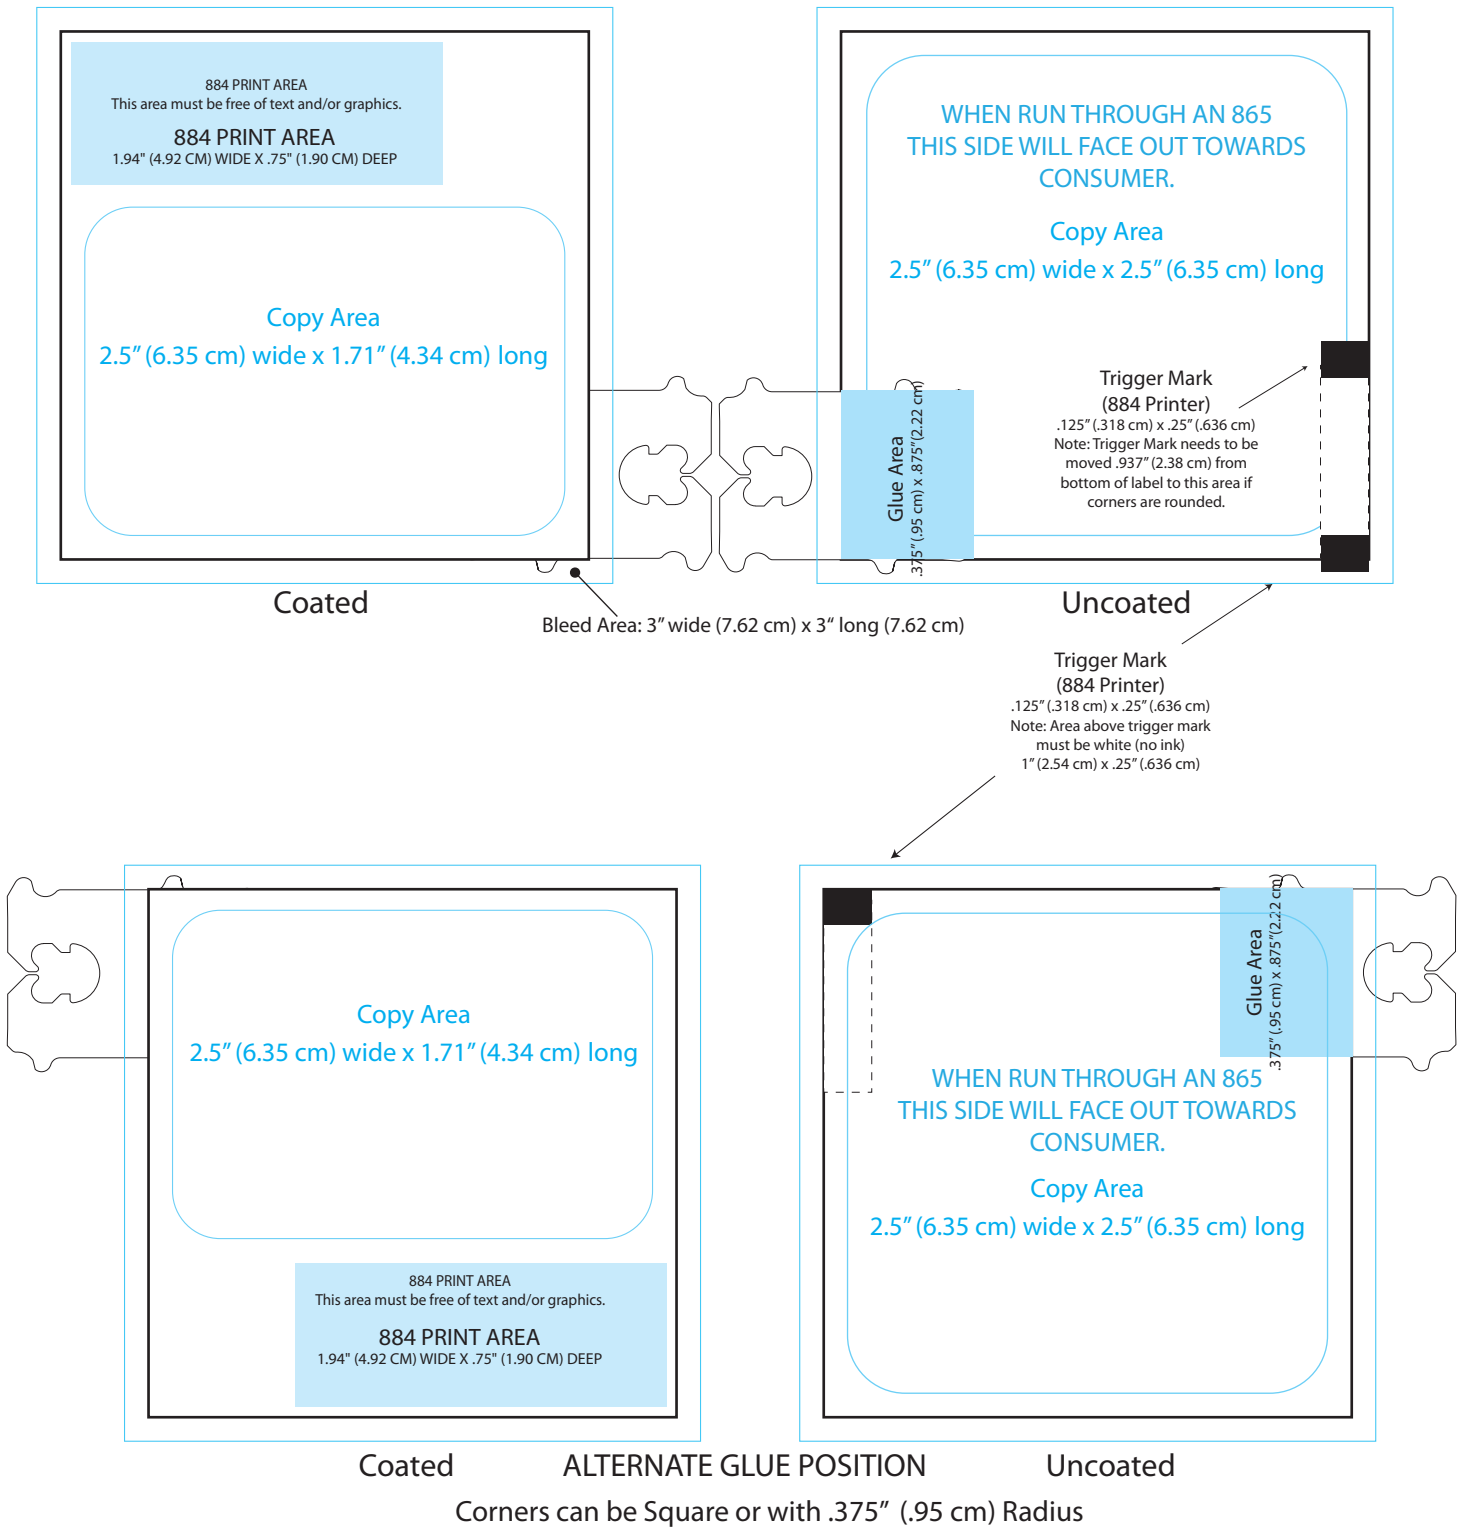 884 PRINT AREA
This area must be free of text and/or graphics.
884 PRINT AREA
1.94" (4.92 CM) WIDE X .75" (1.90 CM) DEEP
Copy Area
2.5” (6.35 cm) wide x 1.71” (4.34 cm) long
Coated
WHEN RUN THROUGH AN 865
THIS SIDE WILL FACE OUT TOWARDS
CONSUMER.
Copy Area
2.5” (6.35 cm) wide x 2.5” (6.35 cm) long
Trigger Mark
(884 Printer)
.125” (.318 cm) x .25” (.636 cm)
Note: Trigger Mark needs to be
moved .937” (2.38 cm) from
bottom of label to this area if
corners are rounded.
Glue Area
.375” (.95 cm) x .875” (2.22 cm)
Uncoated
Bleed Area: 3” wide (7.62 cm) x 3“ long (7.62 cm)
Trigger Mark
(884 Printer)
.125” (.318 cm) x .25” (.636 cm)
Note: Area above trigger mark
must be white (no ink)
1” (2.54 cm) x .25” (.636 cm)
Copy Area
2.5” (6.35 cm) wide x 1.71” (4.34 cm) long
884 PRINT AREA
This area must be free of text and/or graphics.
884 PRINT AREA
1.94" (4.92 CM) WIDE X .75" (1.90 CM) DEEP
Glue Area
.375” (.95 cm) x .875” (2.22 cm)
WHEN RUN THROUGH AN 865
THIS SIDE WILL FACE OUT TOWARDS
CONSUMER.
Copy Area
2.5” (6.35 cm) wide x 2.5” (6.35 cm) long
Coated
ALTERNATE GLUE POSITION
Uncoated
Corners can be Square or with .375” (.95 cm) Radius